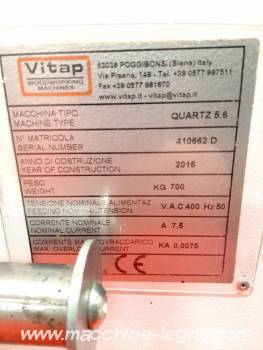 Vitap
WOODWORKING
MACHINES
53036 POGGIBONSI (Siena) Italy
Via Pisana, 149 - Tel. +39 0577 987511
Fax +39 0577 981670
www.vitap.it - vitap@vitap.it
MACCHINA TIPO
MACHINE TYPE
QUARTZ 5.6
N° MATRICOLA
SERIAL NUMBER
410662 D
ANNO DI COSTRUZIONE
YEAR OF CONSTRUCTION
2015
PESO
WEIGHT
KG 700
TENSIONE NOMINALE ALIMENTAZ
FEEDING NOMINAL TENSION
V.A.C 400 Hz 50
CORRENTE NOMINALE
NOMINAL CURRENT
A 7,5
CORRENTE MAX SOVRACCARICO
MAX. OVERLOAD CURRENT
KA 0,0075
CE
www.macchine-legno.com